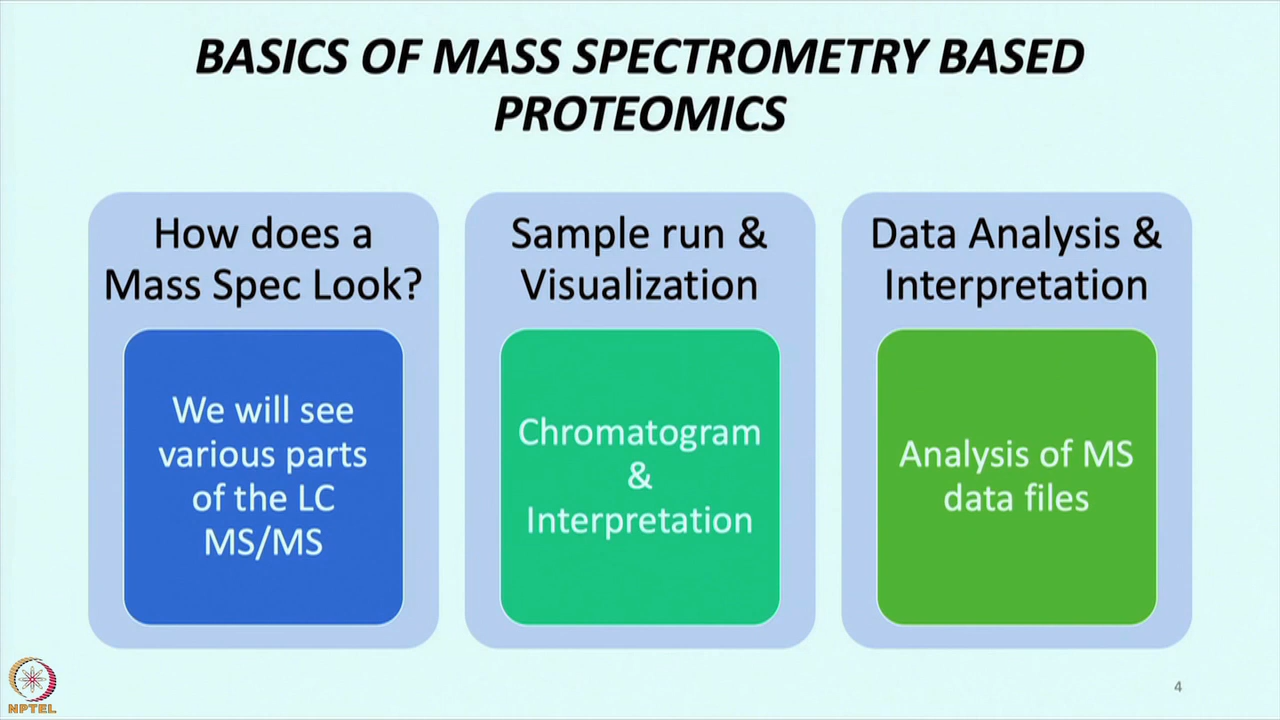 BASICS OF MASS SPECTROMETRY BASED
PROTEOMICS
How does a
Mass Spec Look?
We will see
various parts
of the LC
MS/MS
Sample run &
Visualization
Chromatogram
&
Interpretation
Data Analysis &
Interpretation
Analysis of MS
data files
NPTEL
4